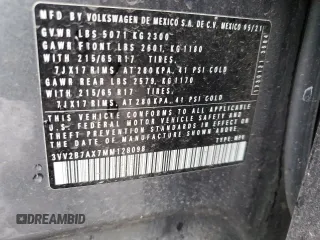 MFD BY VOLKSWAGEN DE MEXICO S.A. DE C.V. MEXICO 05/21
G.V.W.R LBS 5071 KG 2300
GAWR FRONT LBS 2601, KG 1180
WITH 215/65 R17 TIRES,
7JX17 RIMS, AT 280 KPA, 41 PSI COLD
GAWR REAR LBS 2579, KG 1170
WITH 215/65 R17 TIRES,
7JX17 RIMS, AT 280 KPA, 41 PSI COLD
THIS VEHICLE CONFORMS TO ALL APPLICABLE
U.S. FEDERAL MOTOR VEHICLE SAFETY,
BUMPER, AND THEFT PREVENTION STANDARDS
IN EFFECT ON THE DATE OF MANUFACTURE
SHOWN ABOVE.
3VV2B7AX7MM128098
TYPE: MPV
DREAMBID